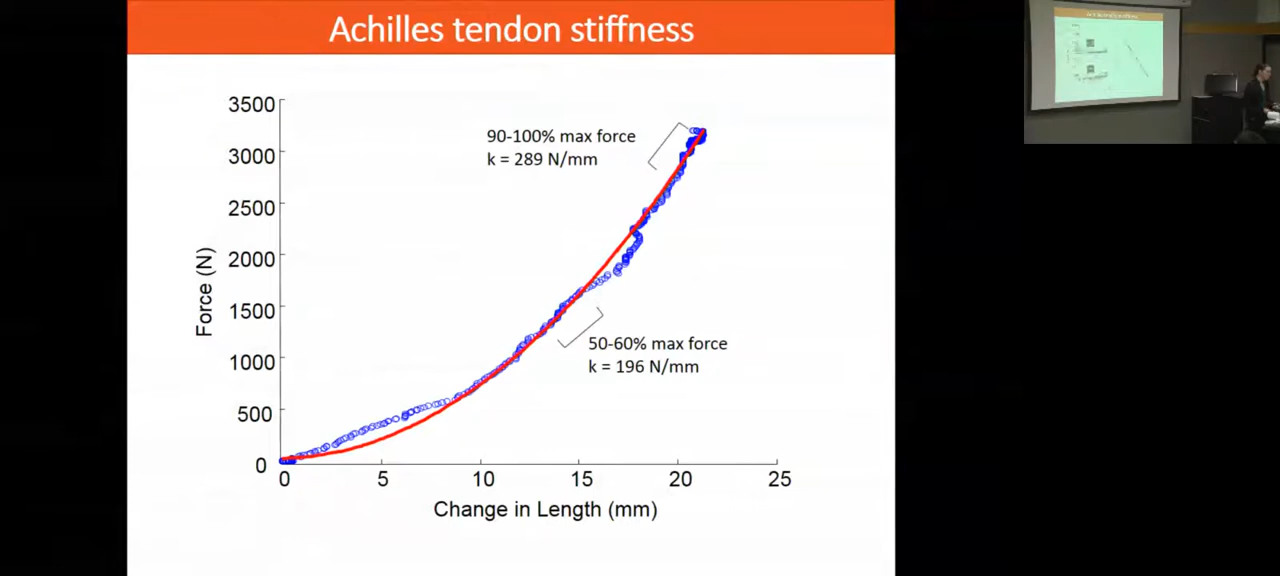 Achilles tendon stiffness
3500
3000
2500
2000
1500
1000
500
0
Force (N)
90-100% max force
k = 289 N/mm
50-60% max force
k = 196 N/mm
0 5 10 15 20 25
Change in Length (mm)